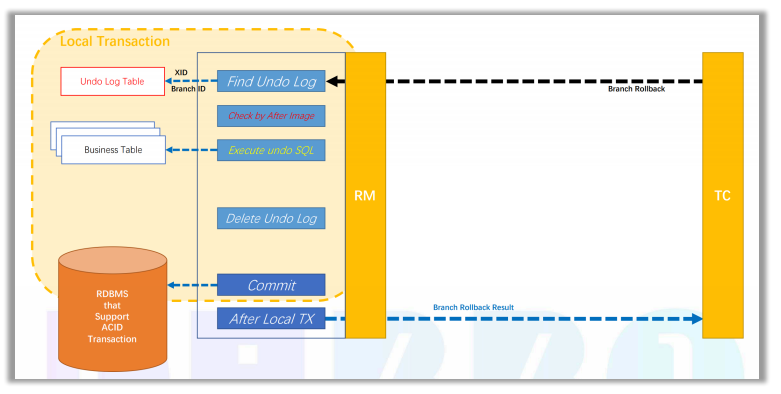 Local Transaction
Undo Log Table
XID
Branch ID
Find Undo Log
Branch Rollback
Check by After Image
Business Table
Execute undo SQL
RM
TC
Delete Undo Log
Commit
RDBMS
that
Support
ACID
Transaction
Branch Rollback Result
After Local TX